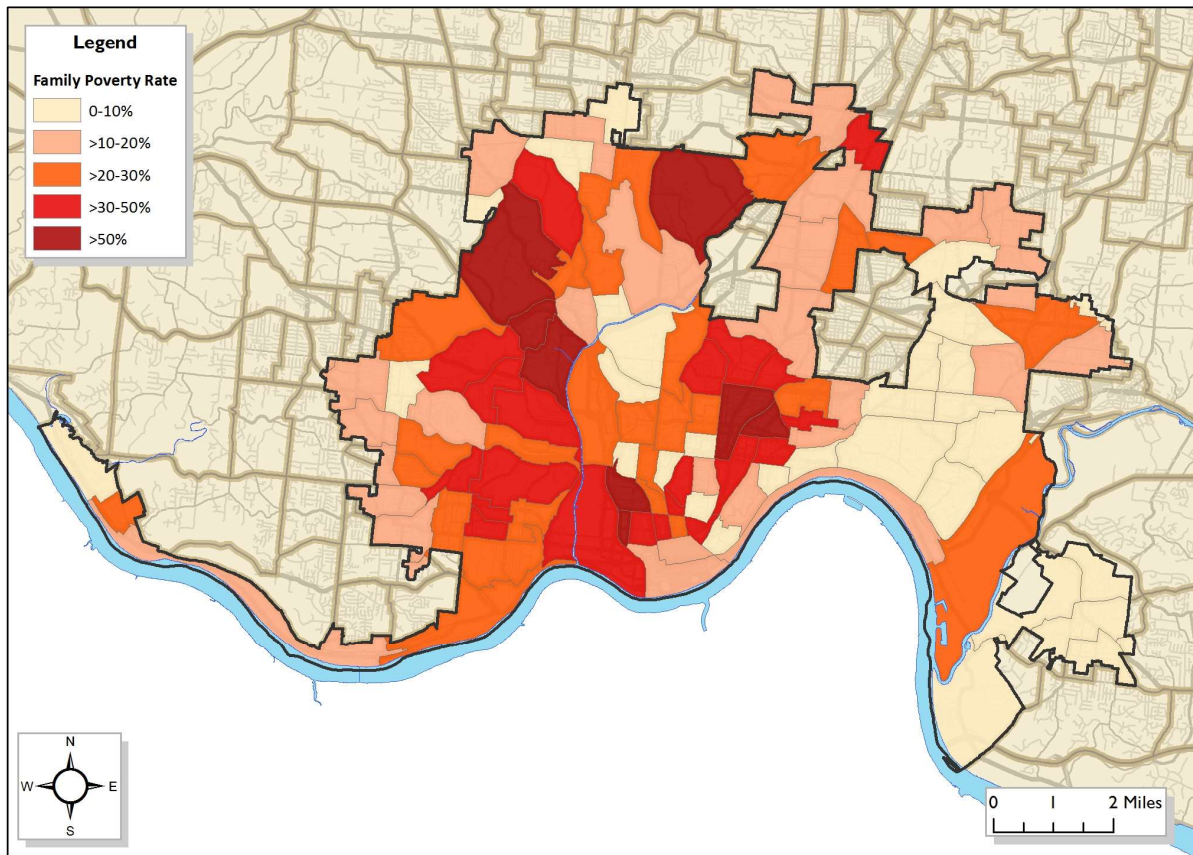 Legend
Family Poverty Rate
0-10%
>10-20%
>20-30%
>30-50%
>50%
N
W E
S
0 1 2 Miles